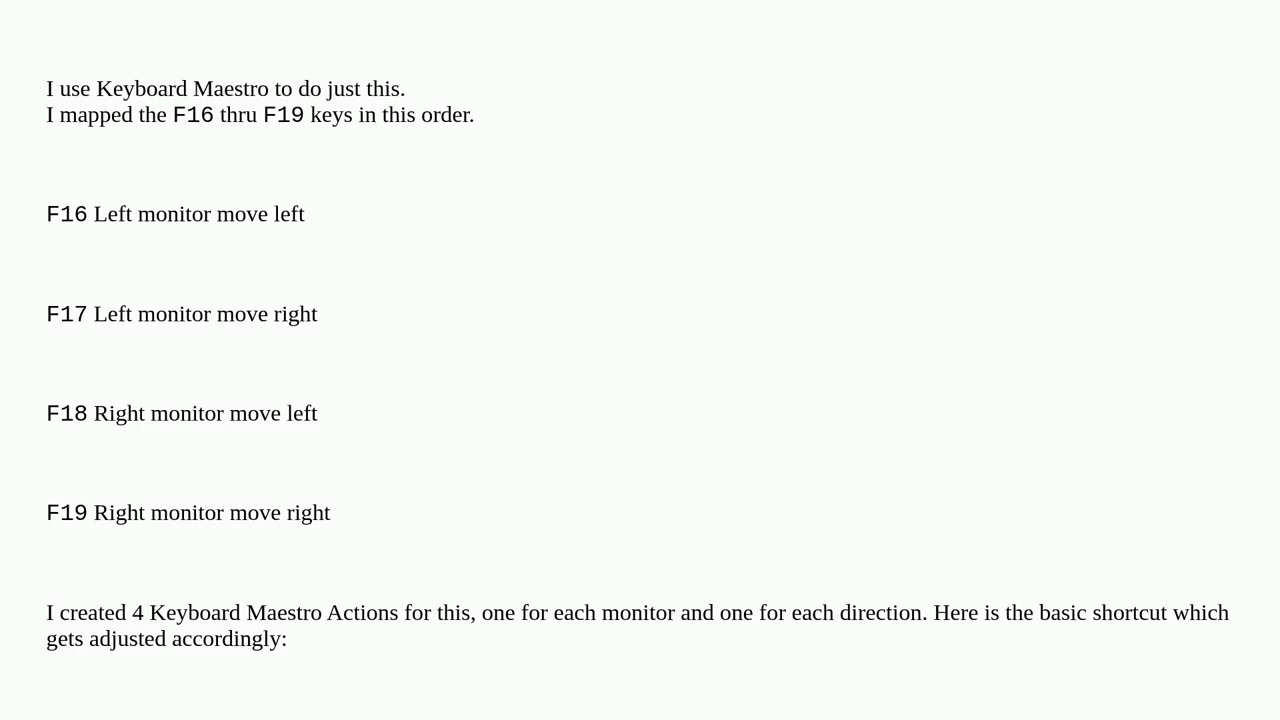 I use Keyboard Maestro to do just this.
I mapped the F16 thru F19 keys in this order.
F16 Left monitor move left
F17 Left monitor move right
F18 Right monitor move left
F19 Right monitor move right
I created 4 Keyboard Maestro Actions for this, one for each monitor and one for each direction. Here is the basic shortcut which
gets adjusted accordingly: